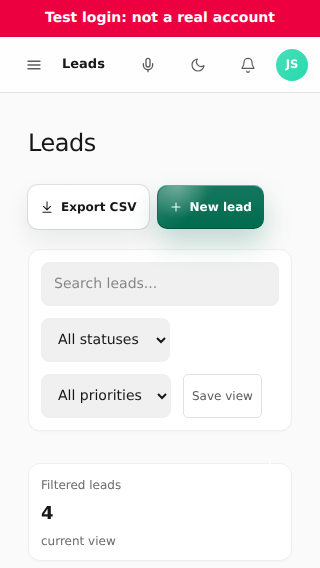 Test login: not a real account
Leads
JS
Leads
Export CSV
New lead
Search leads...
All statuses
All priorities
Save view
Filtered leads
4
current view